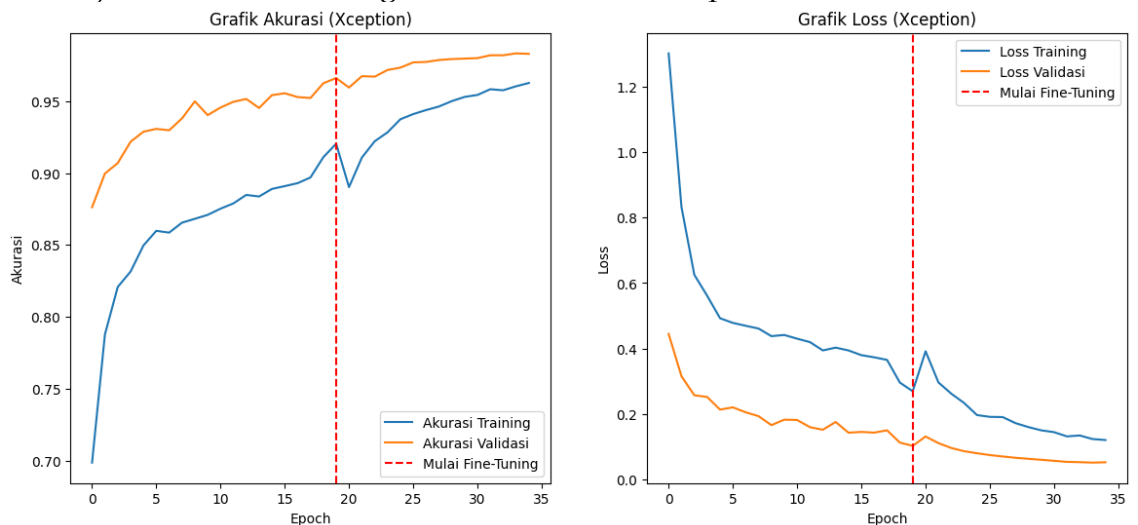 Grafik Akurasi (Xception)
Akurasi
0.95
0.90
0.85
0.80
0.75
0.70
0 5 10 15 20 25 30 35
Epoch
Akurasi Training
Akurasi Validasi
Mulai Fine-Tuning
Grafik Loss (Xception)
Loss
1.2
1.0
0.8
0.6
0.4
0.2
0.0
0 5 10 15 20 25 30 35
Epoch
Loss Training
Loss Validasi
Mulai Fine-Tuning